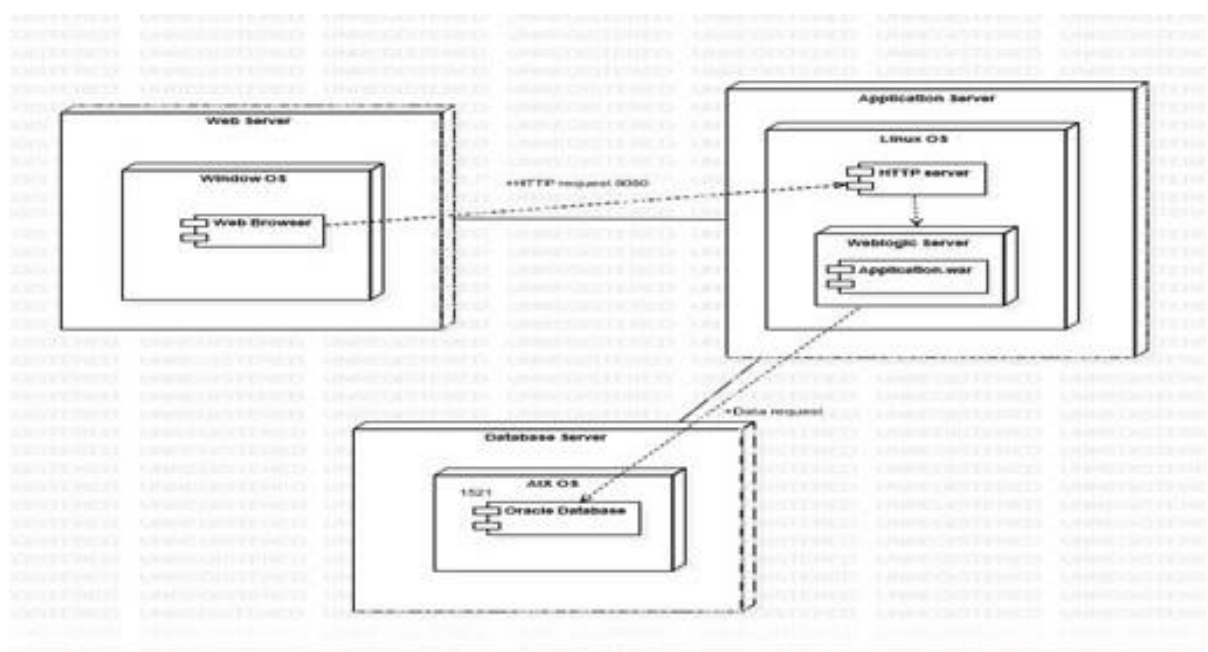 Web Server
Window OS
Web Browser
+HTTP request 8080
Application Server
Linux OS
HTTP server
Weblogic Server
Application.war
+Data request
Database Server
AIX OS
1521
Oracle Database
UNREGISTERED